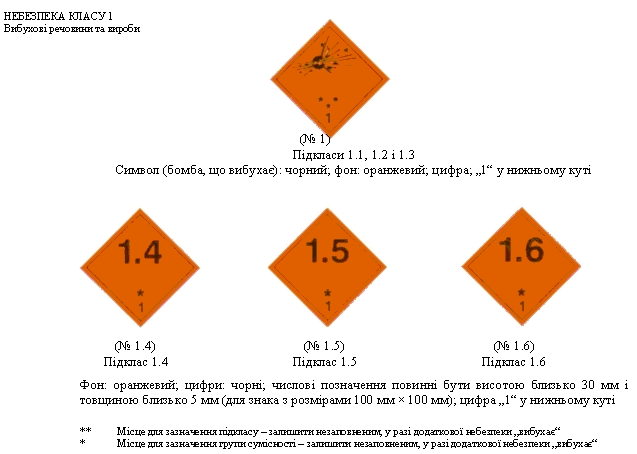 НЕБЕЗПЕКА КЛАСУ 1
Вибухові речовини та вироби
* *
*
1
(№ 1)
Підкласи 1.1, 1.2 і 1.3
Символ (бомба, що вибухає): чорний; фон: оранжевий; цифра; „1“ у нижньому куті
1.4 1.5 1.6
* * *
1 1 1
(№ 1.4) (№ 1.5) (№ 1.6)
Підклас 1.4 Підклас 1.5 Підклас 1.6
Фон: оранжевий; цифри: чорні; числові позначення повинні бути висотою близько 30 мм і
товщиною близько 5 мм (для знака з розмірами 100 мм × 100 мм); цифра „1“ у нижньому куті
** Місце для зазначення підкласу – залишити незаповненим, у разі додаткової небезпеки „вибухає“
* Місце для зазначення групи сумісності – залишити незаповненим, у разі додаткової небезпеки „вибухає“